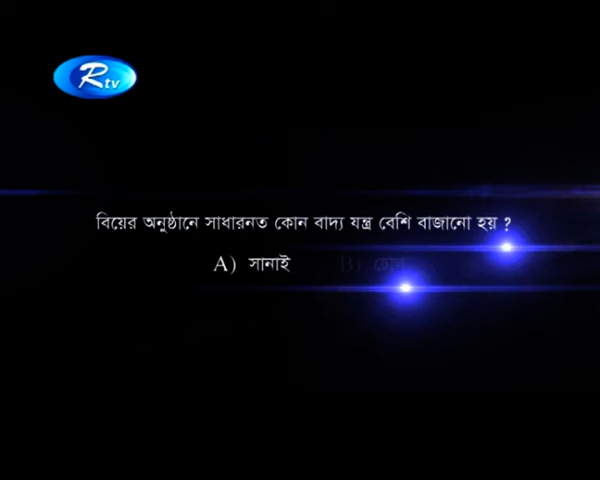 Rtv
বিয়ের অনুষ্ঠানে সাধারনত কোন বাদ্য যন্ত্র বেশি বাজানো হয় ?
A) সানাই B) ঢোল